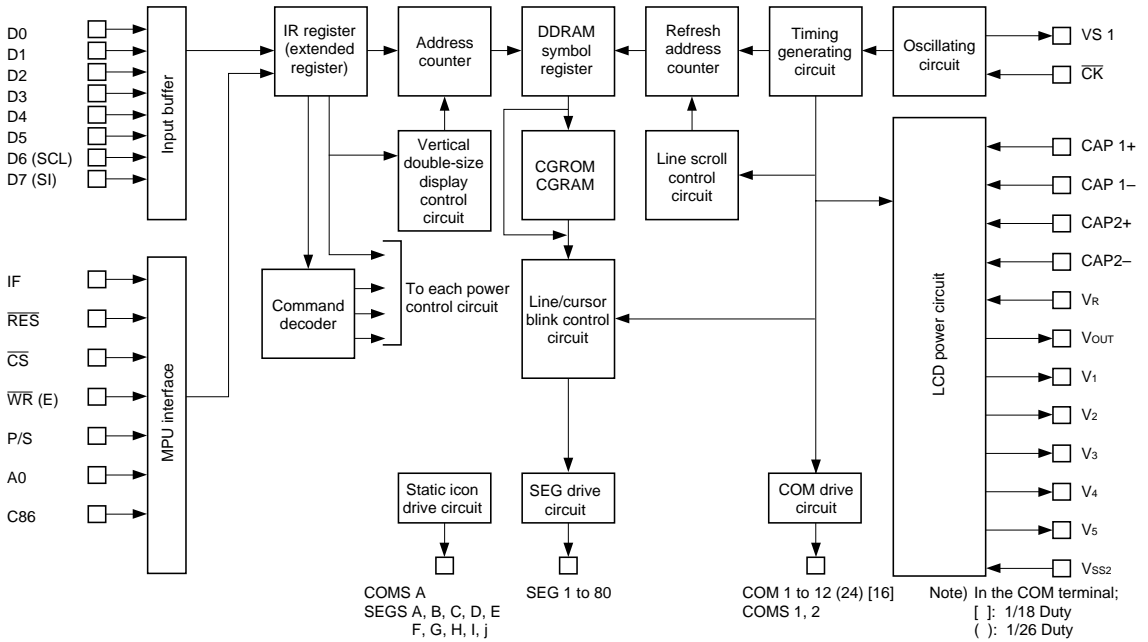 D0
D1
D2
D3
D4
D5
D6 (SCL)
D7 (SI)
Input buffer
IF
R̅E̅S̅
C̅S̅
W̅R̅ (E)
P/S
A0
C86
MPU interface
IR register
(extended
register)
Address
counter
DDRAM
symbol
register
Refresh
address
counter
Timing
generating
circuit
Oscillating
circuit
VS 1
C̅K̅
Vertical
double-size
display
control
circuit
CGROM
CGRAM
Line scroll
control
circuit
Command
decoder
To each power
control circuit
Line/cursor
blink control
circuit
LCD power circuit
CAP 1+
CAP 1–
CAP2+
CAP2–
VR
VOUT
V1
V2
V3
V4
V5
VSS2
Static icon
drive circuit
SEG drive
circuit
COM drive
circuit
COMS A
SEGS A, B, C, D, E
F, G, H, I, j
SEG 1 to 80
COM 1 to 12 (24) [16]
COMS 1, 2
Note) In the COM terminal;
[ ]: 1/18 Duty
( ): 1/26 Duty